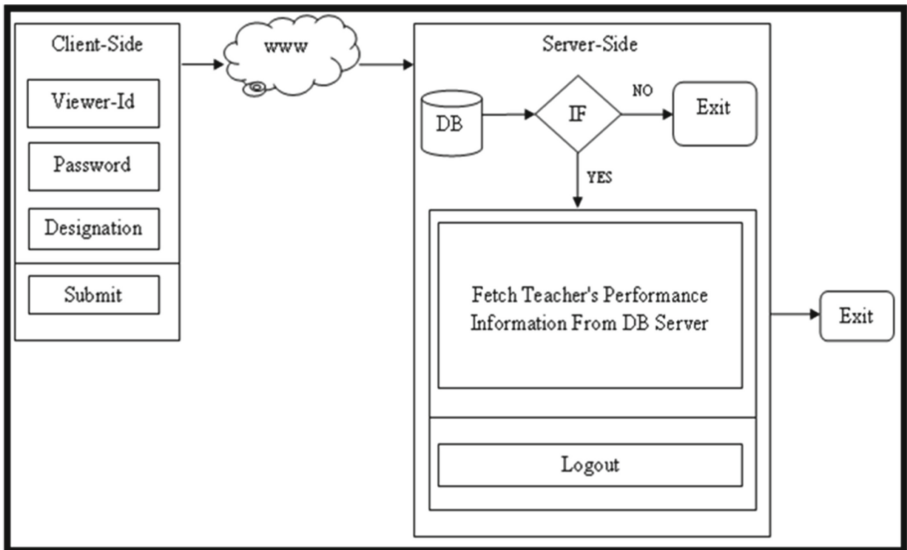 Client-Side
Viewer-Id
Password
Designation
Submit
www
Server-Side
DB
IF
NO
Exit
YES
Fetch Teacher's Performance
Information From DB Server
Logout
Exit